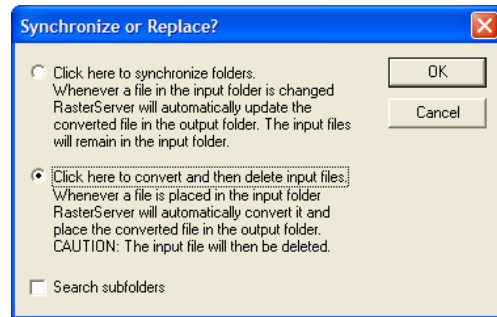 Synchronize or Replace?
Click here to synchronize folders.
Whenever a file in the input folder is changed
RasterServer will automatically update the
converted file in the output folder. The input files
will remain in the input folder.
OK
Cancel
Click here to convert and then delete input files.
Whenever a file is placed in the input folder
RasterServer will automatically convert it and
place the converted file in the output folder.
CAUTION: The input file will then be deleted.
Search subfolders